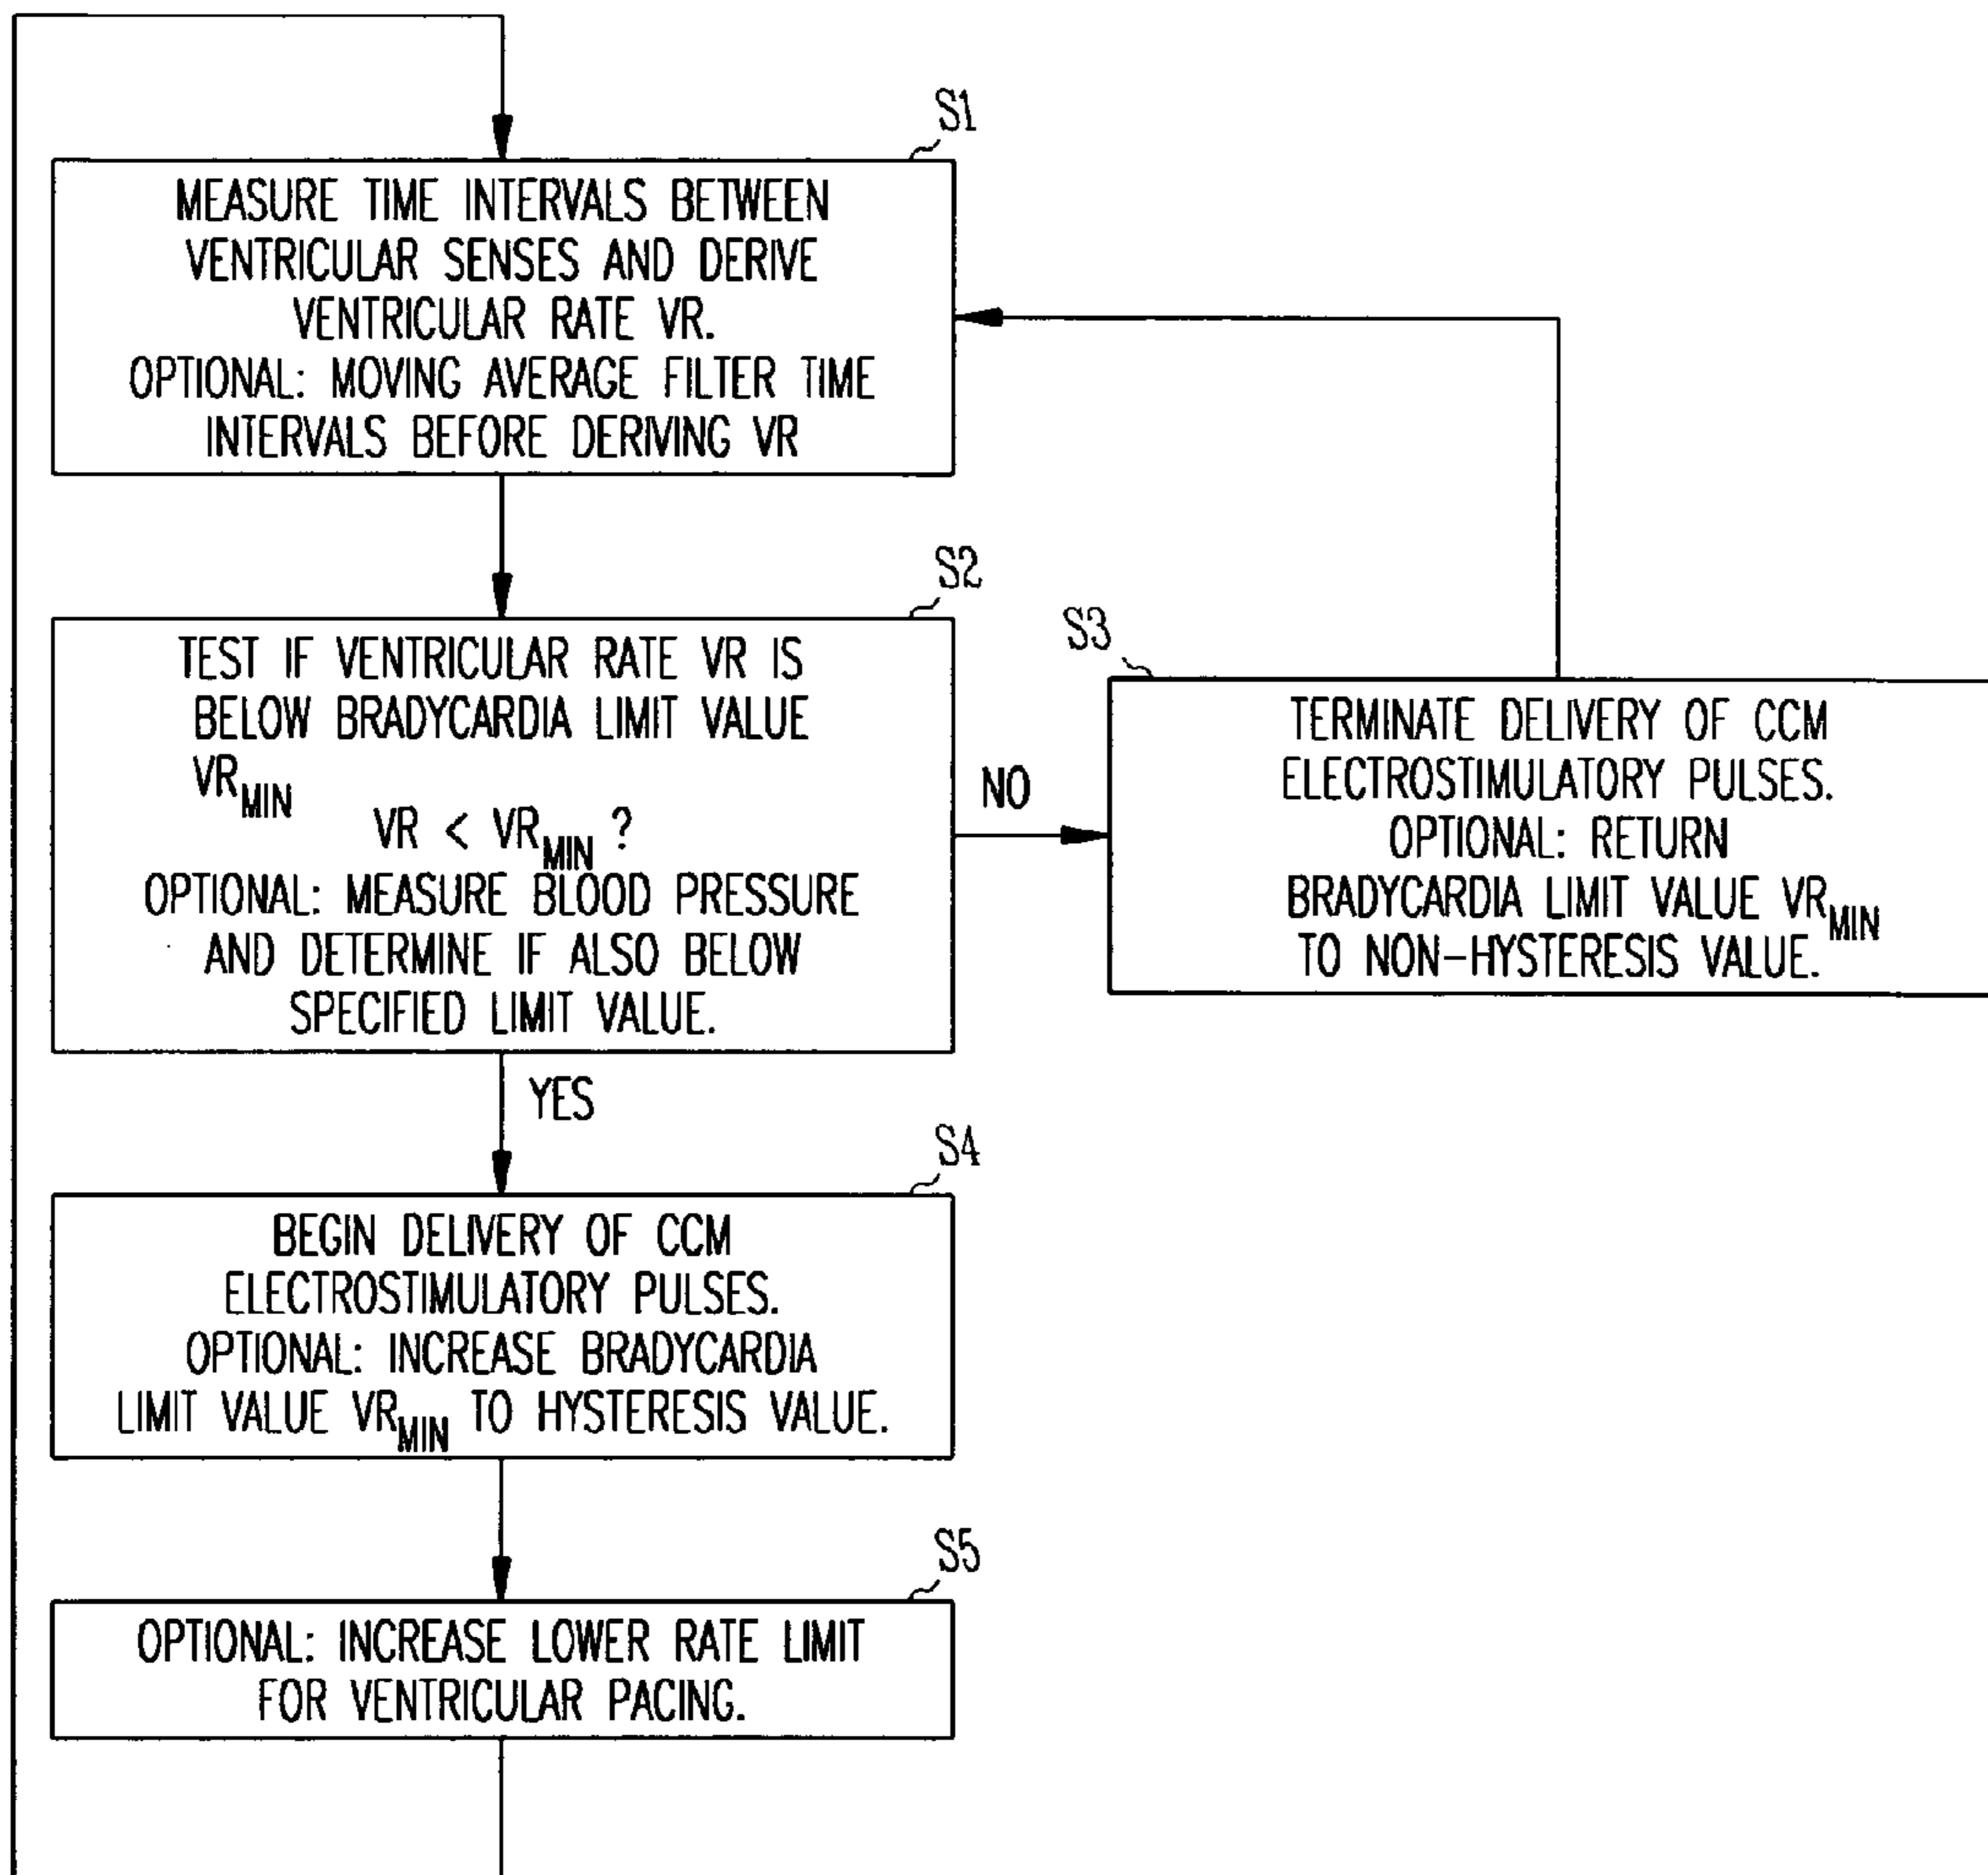 S1
MEASURE TIME INTERVALS BETWEEN
VENTRICULAR SENSES AND DERIVE
VENTRICULAR RATE VR.
OPTIONAL: MOVING AVERAGE FILTER TIME
INTERVALS BEFORE DERIVING VR
S2
TEST IF VENTRICULAR RATE VR IS
BELOW BRADYCARDIA LIMIT VALUE
VRMIN
VR < VRMIN ?
OPTIONAL: MEASURE BLOOD PRESSURE
AND DETERMINE IF ALSO BELOW
SPECIFIED LIMIT VALUE.
NO
S3
TERMINATE DELIVERY OF CCM
ELECTROSTIMULATORY PULSES.
OPTIONAL: RETURN
BRADYCARDIA LIMIT VALUE VRMIN
TO NON-HYSTERESIS VALUE.
YES
S4
BEGIN DELIVERY OF CCM
ELECTROSTIMULATORY PULSES.
OPTIONAL: INCREASE BRADYCARDIA
LIMIT VALUE VRMIN TO HYSTERESIS VALUE.
S5
OPTIONAL: INCREASE LOWER RATE LIMIT
FOR VENTRICULAR PACING.